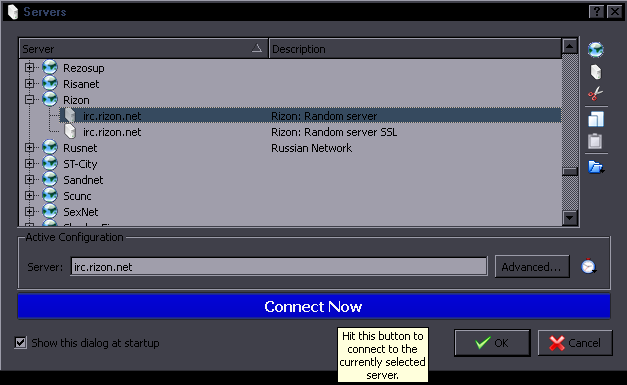 Servers
Server Description
Rezosup
Risanet
Rizon
irc.rizon.net Rizon: Random server
irc.rizon.net Rizon: Random server SSL
Rusnet Russian Network
ST-City
Sandnet
Scunc
SexNet
Active Configuration
Server: irc.rizon.net Advanced...
Connect Now
Show this dialog at startup
Hit this button to
connect to the
currently selected
server.
OK Cancel